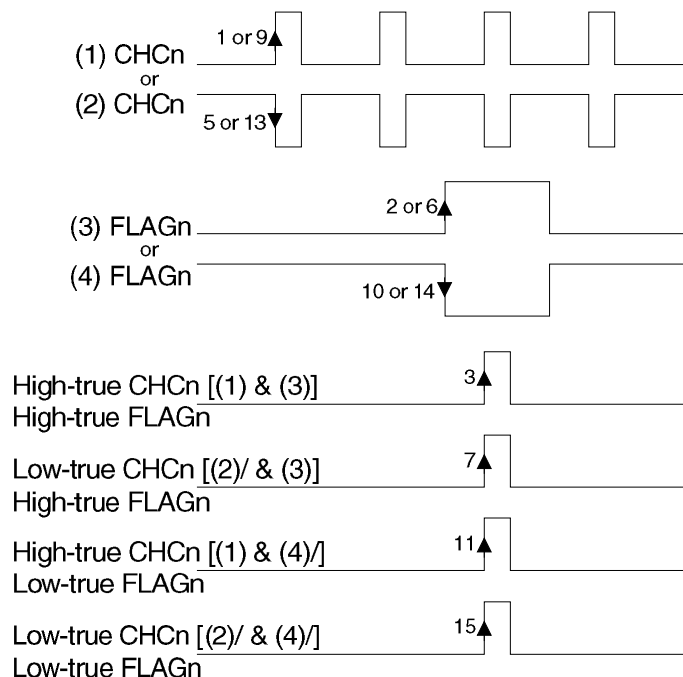 1 or 9
(1) CHCn
or
(2) CHCn
5 or 13
2 or 6
(3) FLAGn
or
(4) FLAGn
10 or 14
3
High-true CHCn [(1) & (3)]
High-true FLAGn
7
Low-true CHCn [(2)/ & (3)]
High-true FLAGn
11
High-true CHCn [(1) & (4)/]
Low-true FLAGn
15
Low-true CHCn [(2)/ & (4)/]
Low-true FLAGn